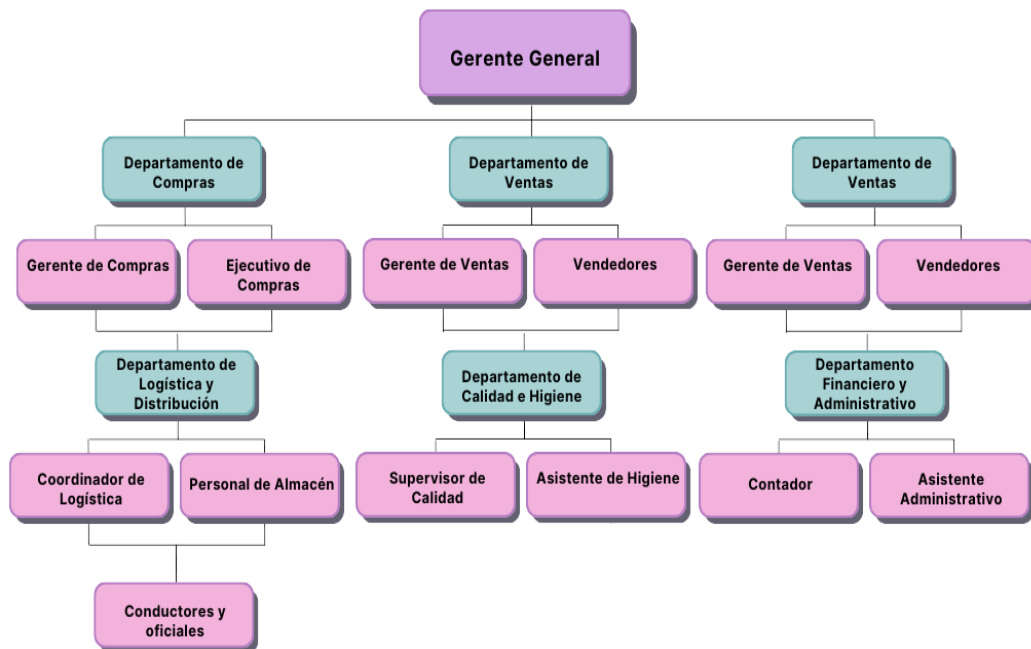 Gerente General
Departamento de
Compras
Departamento de
Ventas
Departamento de
Ventas
Gerente de Compras
Ejecutivo de
Compras
Gerente de Ventas
Vendedores
Gerente de Ventas
Vendedores
Departamento de
Logística y
Distribución
Departamento de
Calidad e Higiene
Departamento
Financiero y
Administrativo
Coordinador de
Logística
Personal de Almacén
Supervisor de
Calidad
Asistente de Higiene
Contador
Asistente
Administrativo
Conductores y
oficiales